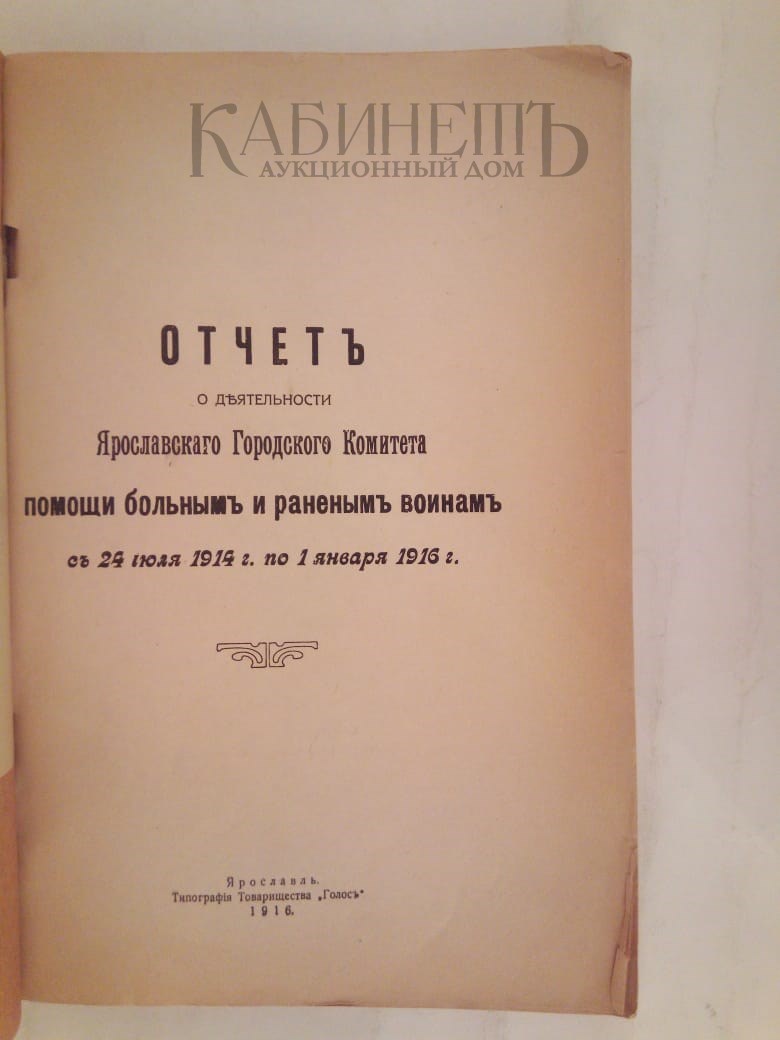 КАБИНЕТЪ
АУКЦИОННЫЙ ДОМ
ОТЧЕТЪ
О ДѢЯТЕЛЬНОСТИ
Ярославскаго Городского Комитета
помощи больнымъ и раненымъ воинамъ
съ 24 іюля 1914 г. по 1 января 1916 г.
Ярославль.
Типографія Товарищества „Голосъ“
1916.